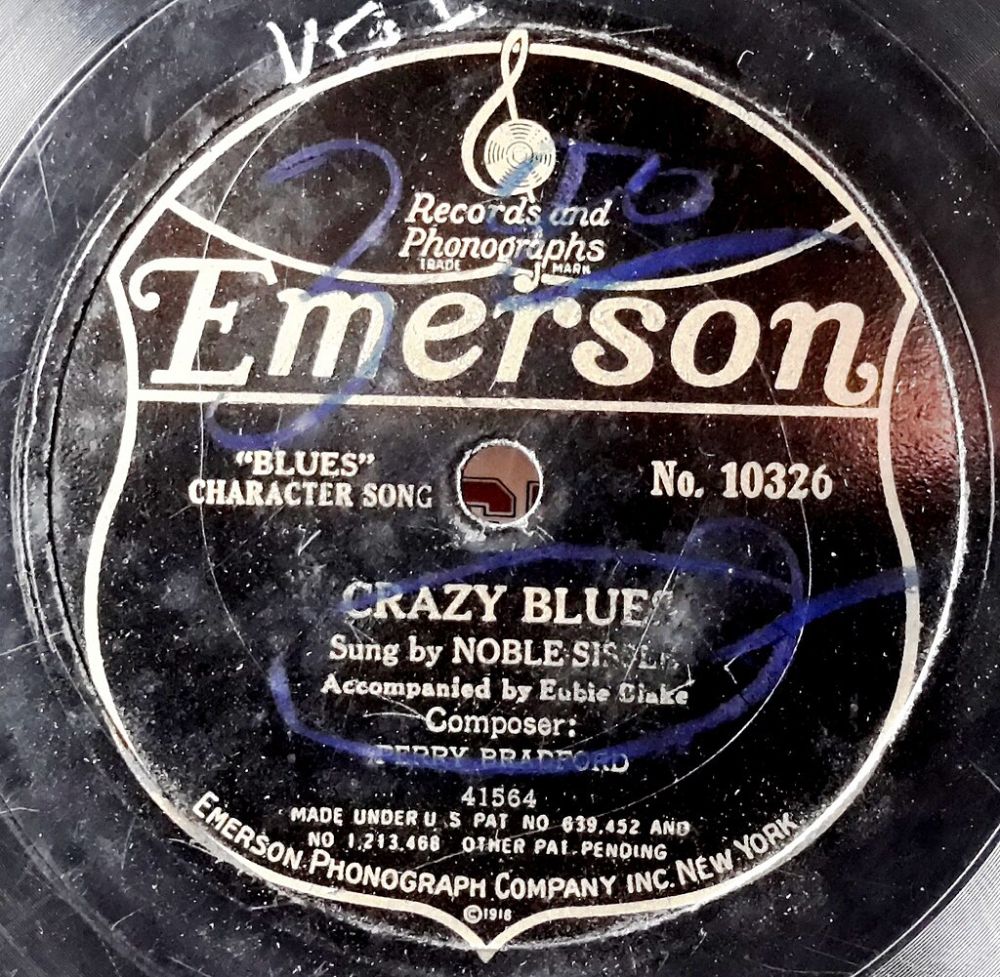 Records and
Phonographs
TRADE MARK
Emerson
"BLUES"
CHARACTER SONG
No. 10326
CRAZY BLUES
Sung by NOBLE SISSLE
Accompanied by Eubie Blake
Composer:
PERRY BRADFORD
41564
MADE UNDER U S PAT NO 639,452 AND
NO 1,213,468 OTHER PAT. PENDING
EMERSON PHONOGRAPH COMPANY INC. NEW YORK
©1918